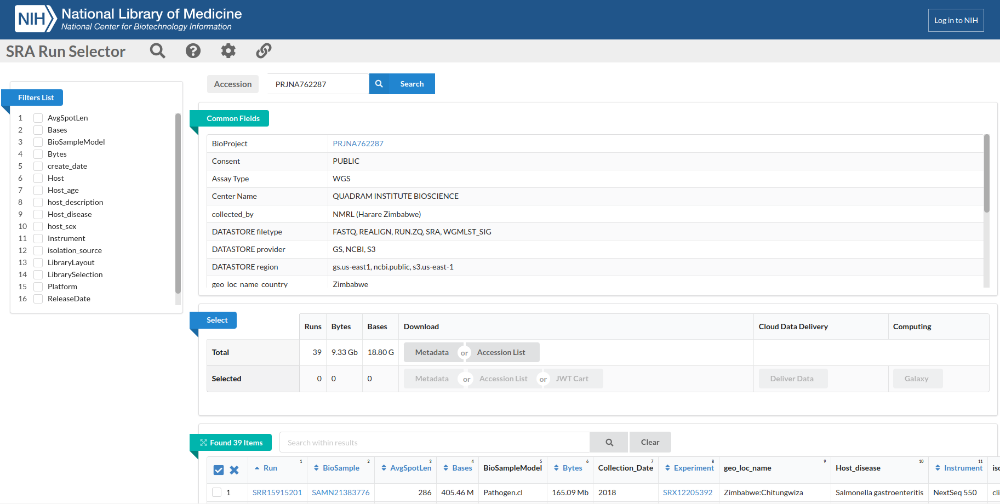 NIH National Library of Medicine
National Center for Biotechnology Information
Log in to NIH
SRA Run Selector
Accession PRJNA762287 Search
Filters List
1 AvgSpotLen
2 Bases
3 BioSampleModel
4 Bytes
5 create_date
6 Host
7 Host_age
8 host_description
9 Host_disease
10 host_sex
11 Instrument
12 isolation_source
13 LibraryLayout
14 LibrarySelection
15 Platform
16 ReleaseDate
Common Fields
BioProject PRJNA762287
Consent PUBLIC
Assay Type WGS
Center Name QUADRAM INSTITUTE BIOSCIENCE
collected_by NMRL (Harare Zimbabwe)
DATASTORE filetype FASTQ, REALIGN, RUN.ZQ, SRA, WGMLST_SIG
DATASTORE provider GS, NCBI, S3
DATASTORE region gs.us-east1, ncbi.public, s3.us-east-1
geo_loc_name_country Zimbabwe
Select
Runs Bytes Bases Download Cloud Data Delivery Computing
Total 39 9.33 Gb 18.80 G Metadata or Accession List
Selected 0 0 0 Metadata or Accession List or JWT Cart Deliver Data Galaxy
Found 39 Items Search within results Clear
Run 1 BioSample 2 AvgSpotLen 3 Bases 4 BioSampleModel 5 Bytes 6 Collection_Date 7 Experiment 8 geo_loc_name 9 Host_disease 10 Instrument 11 isc
1 SRR15915201 SAMN21383776 286 405.46 M Pathogen.cl 165.09 Mb 2018 SRX12205392 Zimbabwe:Chitungwiza Salmonella gastroenteritis NextSeq 550 cli